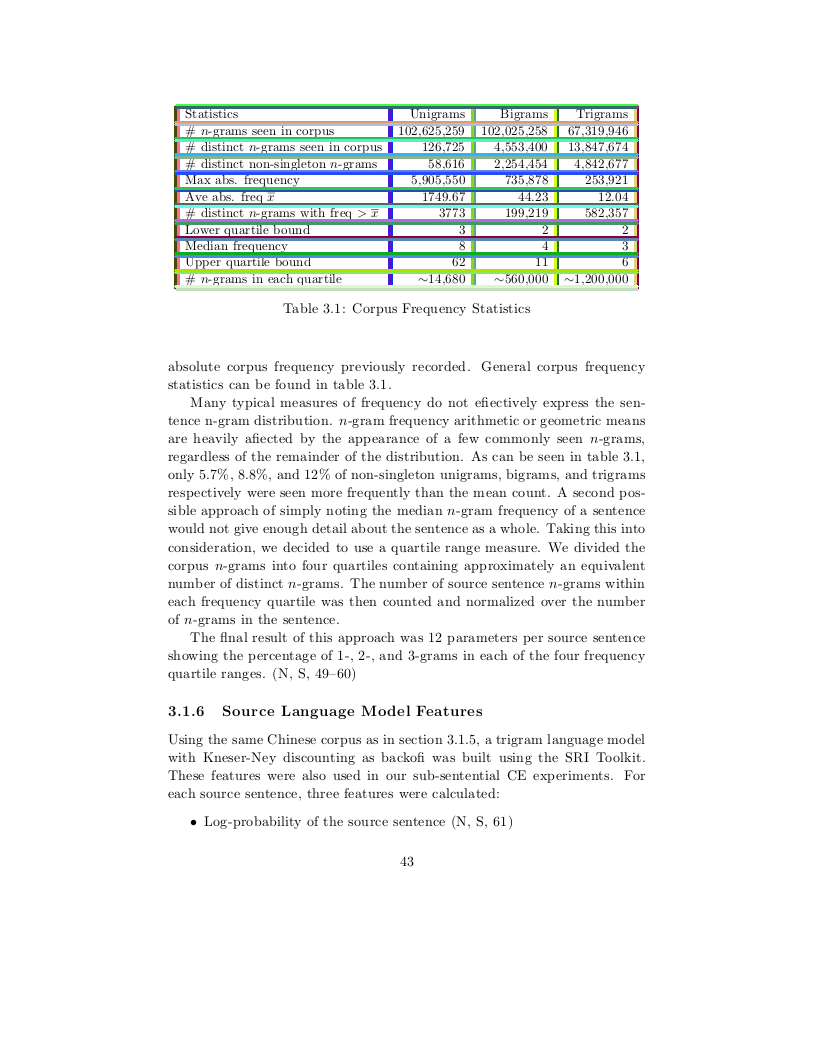 Statistics Unigrams Bigrams Trigrams
# n-grams seen in corpus 102,625,259 102,025,258 67,319,946
# distinct n-grams seen in corpus 126,725 4,553,400 13,847,674
# distinct non-singleton n-grams 58,616 2,254,454 4,842,677
Max abs. frequency 5,905,550 735,878 253,921
Ave abs. freq x̅ 1749.67 44.23 12.04
# distinct n-grams with freq > x̅ 3773 199,219 582,357
Lower quartile bound 3 2 2
Median frequency 8 4 3
Upper quartile bound 62 11 6
# n-grams in each quartile ∼14,680 ∼560,000 ∼1,200,000
Table 3.1: Corpus Frequency Statistics
absolute corpus frequency previously recorded. General corpus frequency
statistics can be found in table 3.1.
Many typical measures of frequency do not efiectively express the sen-
tence n-gram distribution. n-gram frequency arithmetic or geometric means
are heavily afiected by the appearance of a few commonly seen n-grams,
regardless of the remainder of the distribution. As can be seen in table 3.1,
only 5.7%, 8.8%, and 12% of non-singleton unigrams, bigrams, and trigrams
respectively were seen more frequently than the mean count. A second pos-
sible approach of simply noting the median n-gram frequency of a sentence
would not give enough detail about the sentence as a whole. Taking this into
consideration, we decided to use a quartile range measure. We divided the
corpus n-grams into four quartiles containing approximately an equivalent
number of distinct n-grams. The number of source sentence n-grams within
each frequency quartile was then counted and normalized over the number
of n-grams in the sentence.
The flnal result of this approach was 12 parameters per source sentence
showing the percentage of 1-, 2-, and 3-grams in each of the four frequency
quartile ranges. (N, S, 49–60)
3.1.6 Source Language Model Features
Using the same Chinese corpus as in section 3.1.5, a trigram language model
with Kneser-Ney discounting as backofi was built using the SRI Toolkit.
These features were also used in our sub-sentential CE experiments. For
each source sentence, three features were calculated:
• Log-probability of the source sentence (N, S, 61)
43